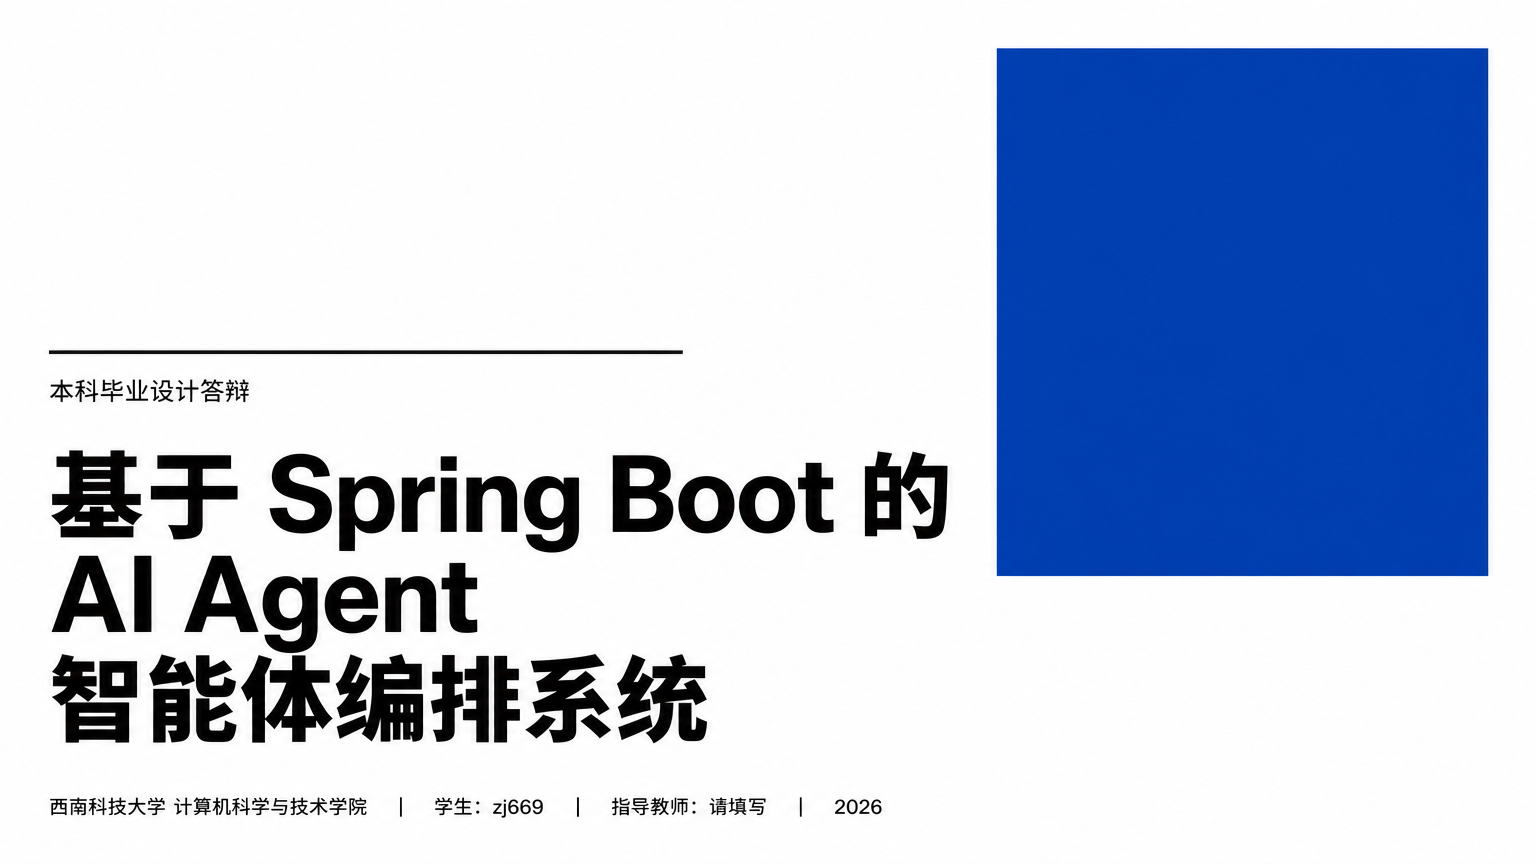 本科毕业设计答辩
基于 Spring Boot 的
AI Agent
智能体编排系统
西南科技大学 计算机科学与技术学院 | 学生：zj669 | 指导教师：请填写 | 2026